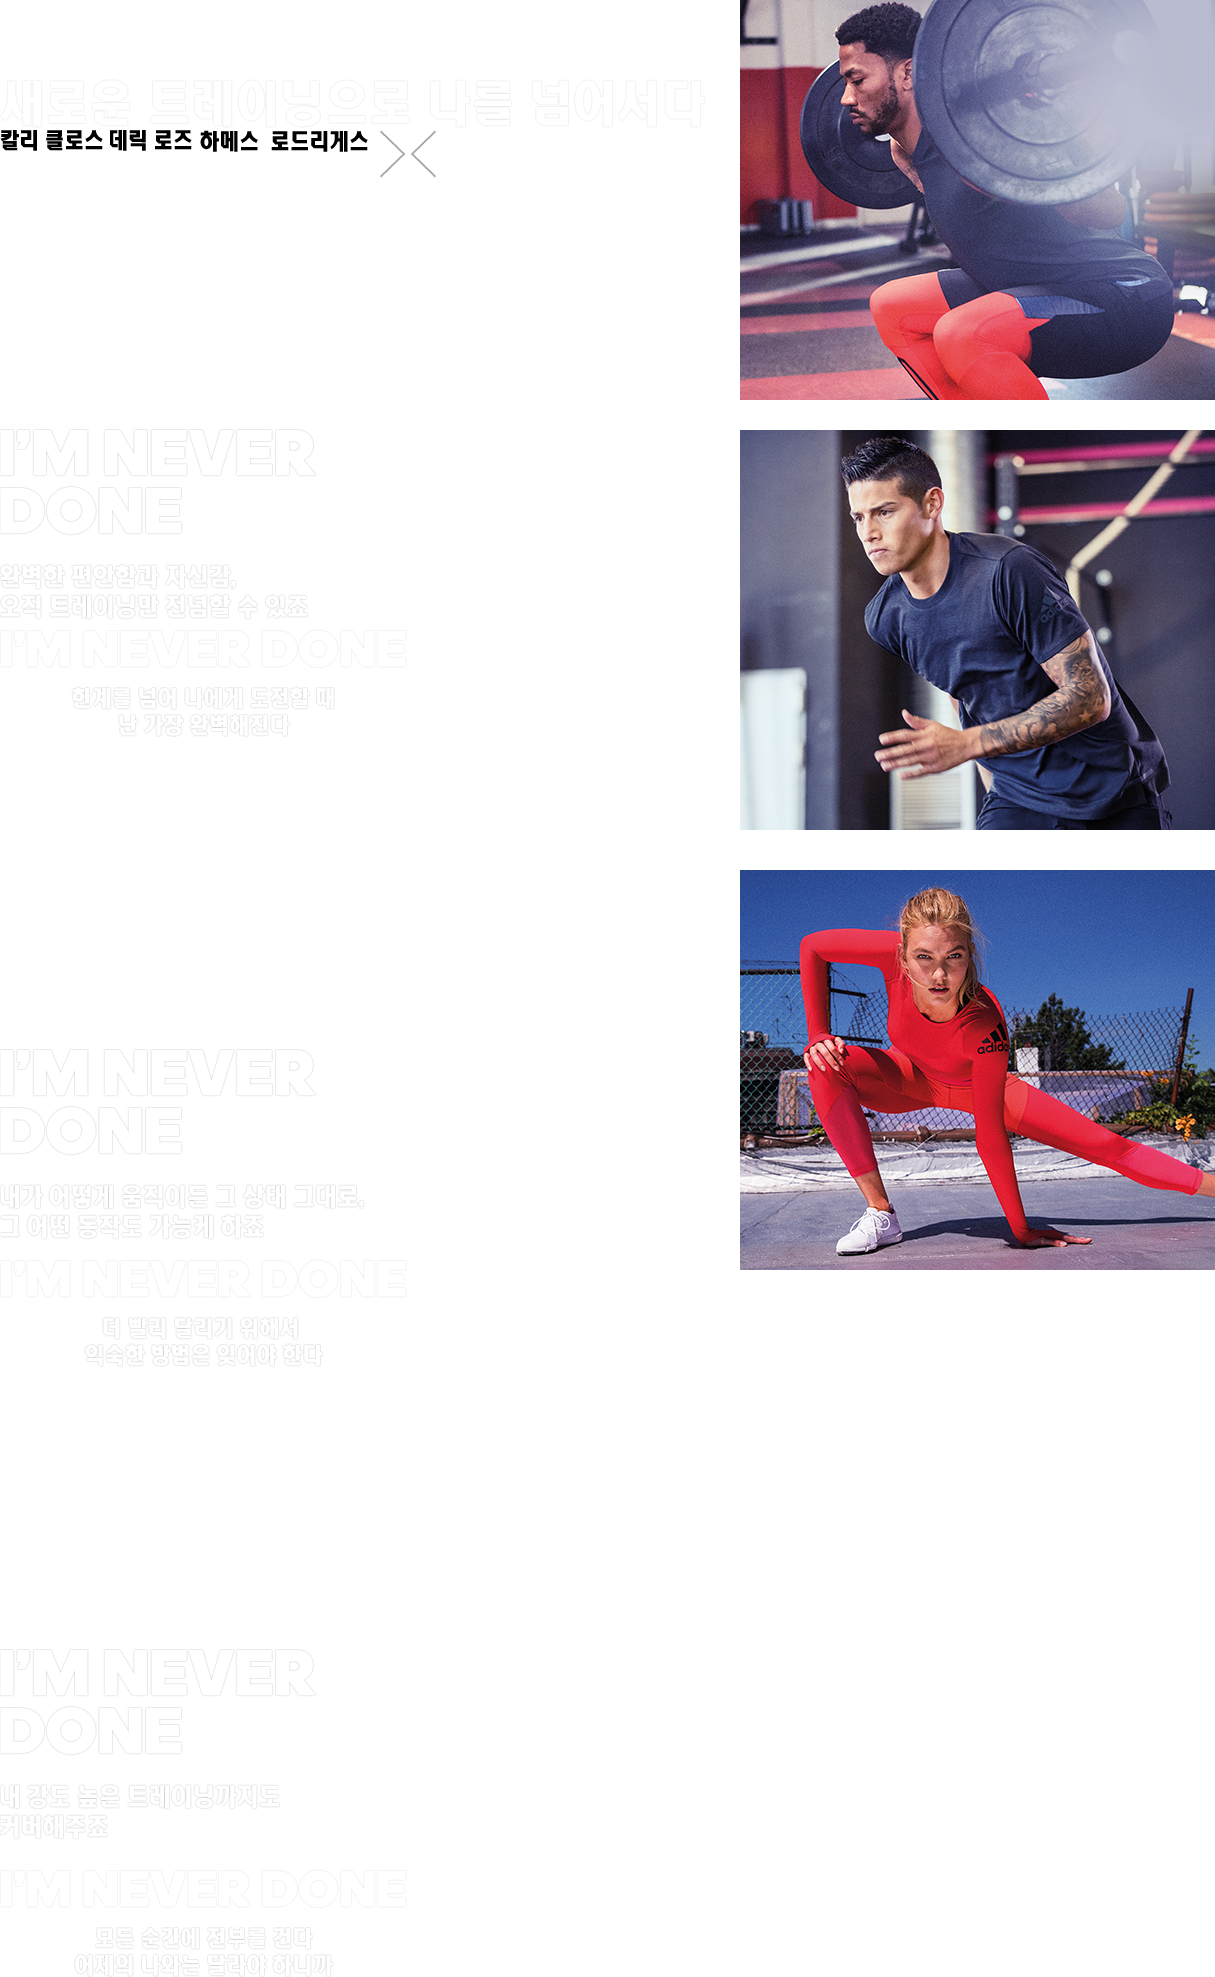 새로운 트레이닝으로 나를 넘어서다
칼리 클로스 데릭 로즈 하메스 로드리게스
I'M NEVER
DONE
완벽한 편안함과 자신감,
오직 트레이닝만 전념할 수 있죠
I'M NEVER DONE
한계를 넘어 나에게 도전할 때
난 가장 완벽해진다
adidas
adidas
I'M NEVER
DONE
내가 어떻게 움직이든 그 상태 그대로,
그 어떤 동작도 가능케 하죠
I'M NEVER DONE
더 빨리 달리기 위해서
익숙한 방법은 잊어야 한다
I'M NEVER
DONE
내 강도 높은 트레이닝까지도
커버해주죠
I'M NEVER DONE
모든 순간에 전부를 건다
어제의 나와는 달라야 하니까